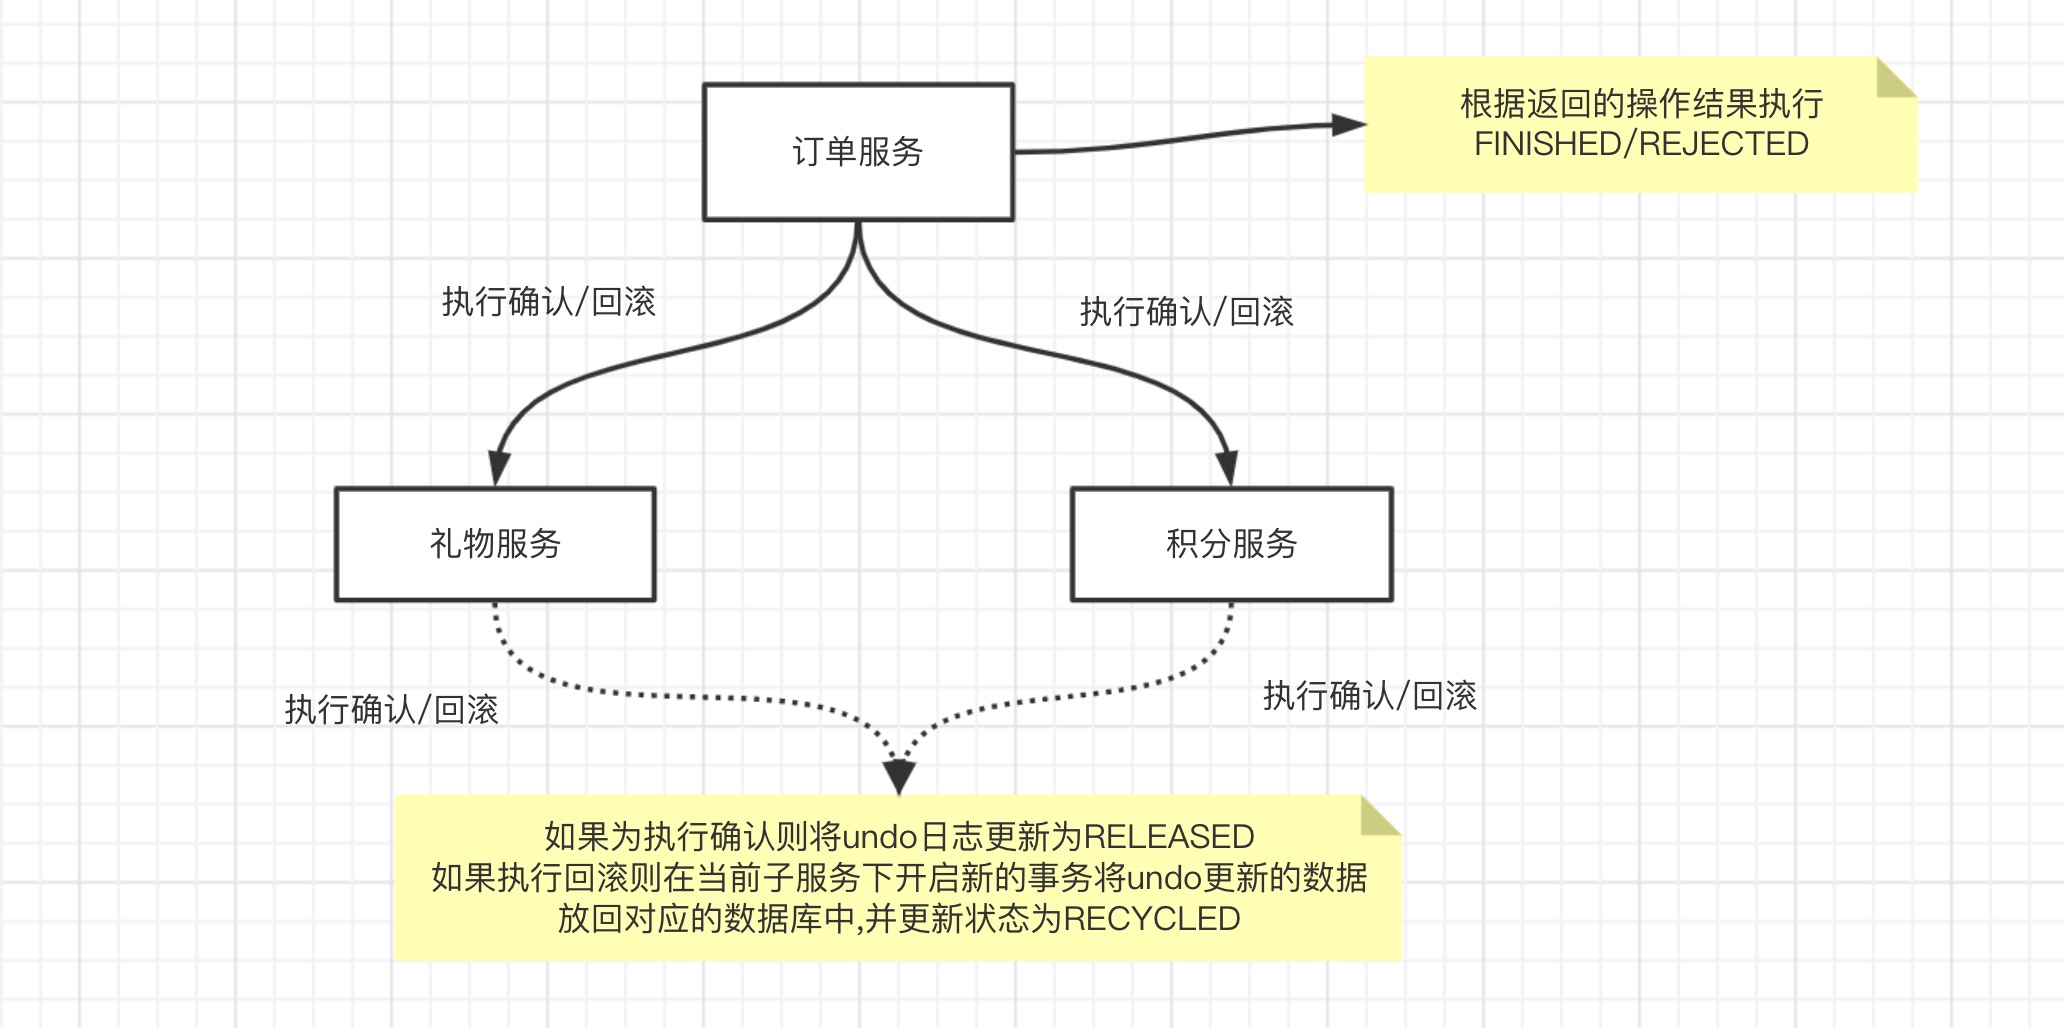 订单服务
根据返回的操作结果执行
FINISHED/REJECTED
执行确认/回滚
执行确认/回滚
礼物服务
积分服务
执行确认/回滚
执行确认/回滚
如果为执行确认则将undo日志更新为RELEASED
如果执行回滚则在当前子服务下开启新的事务将undo更新的数据
放回对应的数据库中,并更新状态为RECYCLED